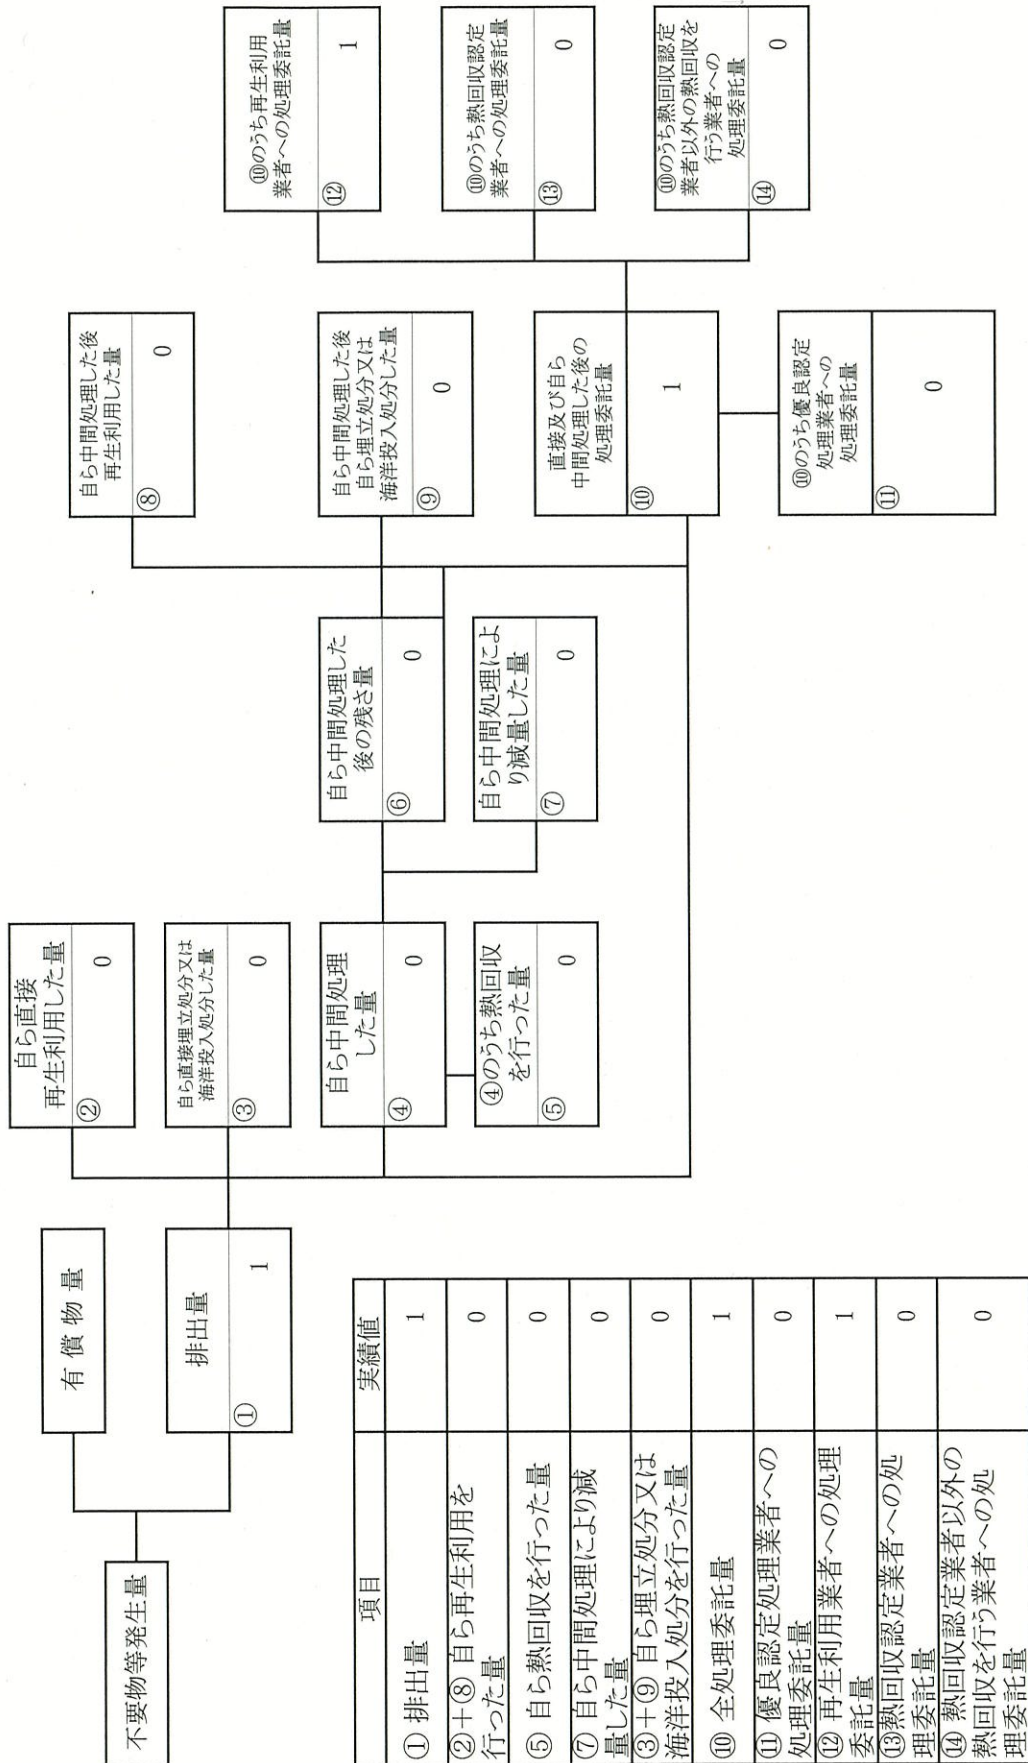 不要物等発生量
有償物量
排出量
①
1
自ら直接
再生利用した量
②
0
自ら直接埋立処分又は
海洋投入処分した量
③
0
自ら中間処理
した量
④
0
④のうち熱回収
を行った量
⑤
0
自ら中間処理した
後の残さ量
⑥
0
自ら中間処理によ
り減量した量
⑦
0
自ら中間処理した後
再生利用した量
⑧
0
自ら中間処理した後
自ら埋立処分又は
海洋投入処分した量
⑨
0
直接及び自ら
中間処理した後の
処理委託量
⑩
1
⑩のうち優良認定
処理業者への
処理委託量
⑪
0
⑩のうち再生利用
業者への処理委託量
⑫
1
⑩のうち熱回収認定
業者への処理委託量
⑬
0
⑩のうち熱回収認定
業者以外の熱回収を
行う業者への
処理委託量
⑭
0
項目 実績値
① 排出量 1
②+⑧ 自ら再生利用を
行った量 0
⑤ 自ら熱回収を行った量 0
⑦ 自ら中間処理により減
量した量 0
③+⑨ 自ら埋立処分又は
海洋投入処分を行った量 0
⑩ 全処理委託量 1
⑪ 優良認定処理業者への
処理委託量 0
⑫ 再生利用業者への処理
委託量 1
⑬熱回収認定業者への処
理委託量 0
⑭ 熱回収認定業者以外の
熱回収を行う業者への処
理委託量 0